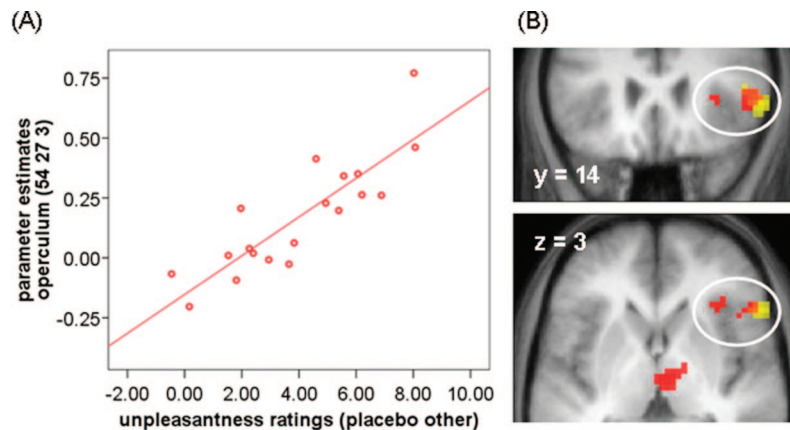 (A)
(B)
parameter estimates
operculum (54 27 3)
0.75
0.50
0.25
0.00
-0.25
-2.00 0.00 2.00 4.00 6.00 8.00 10.00
unpleasantness ratings (placebo other)
y = 14
z = 3